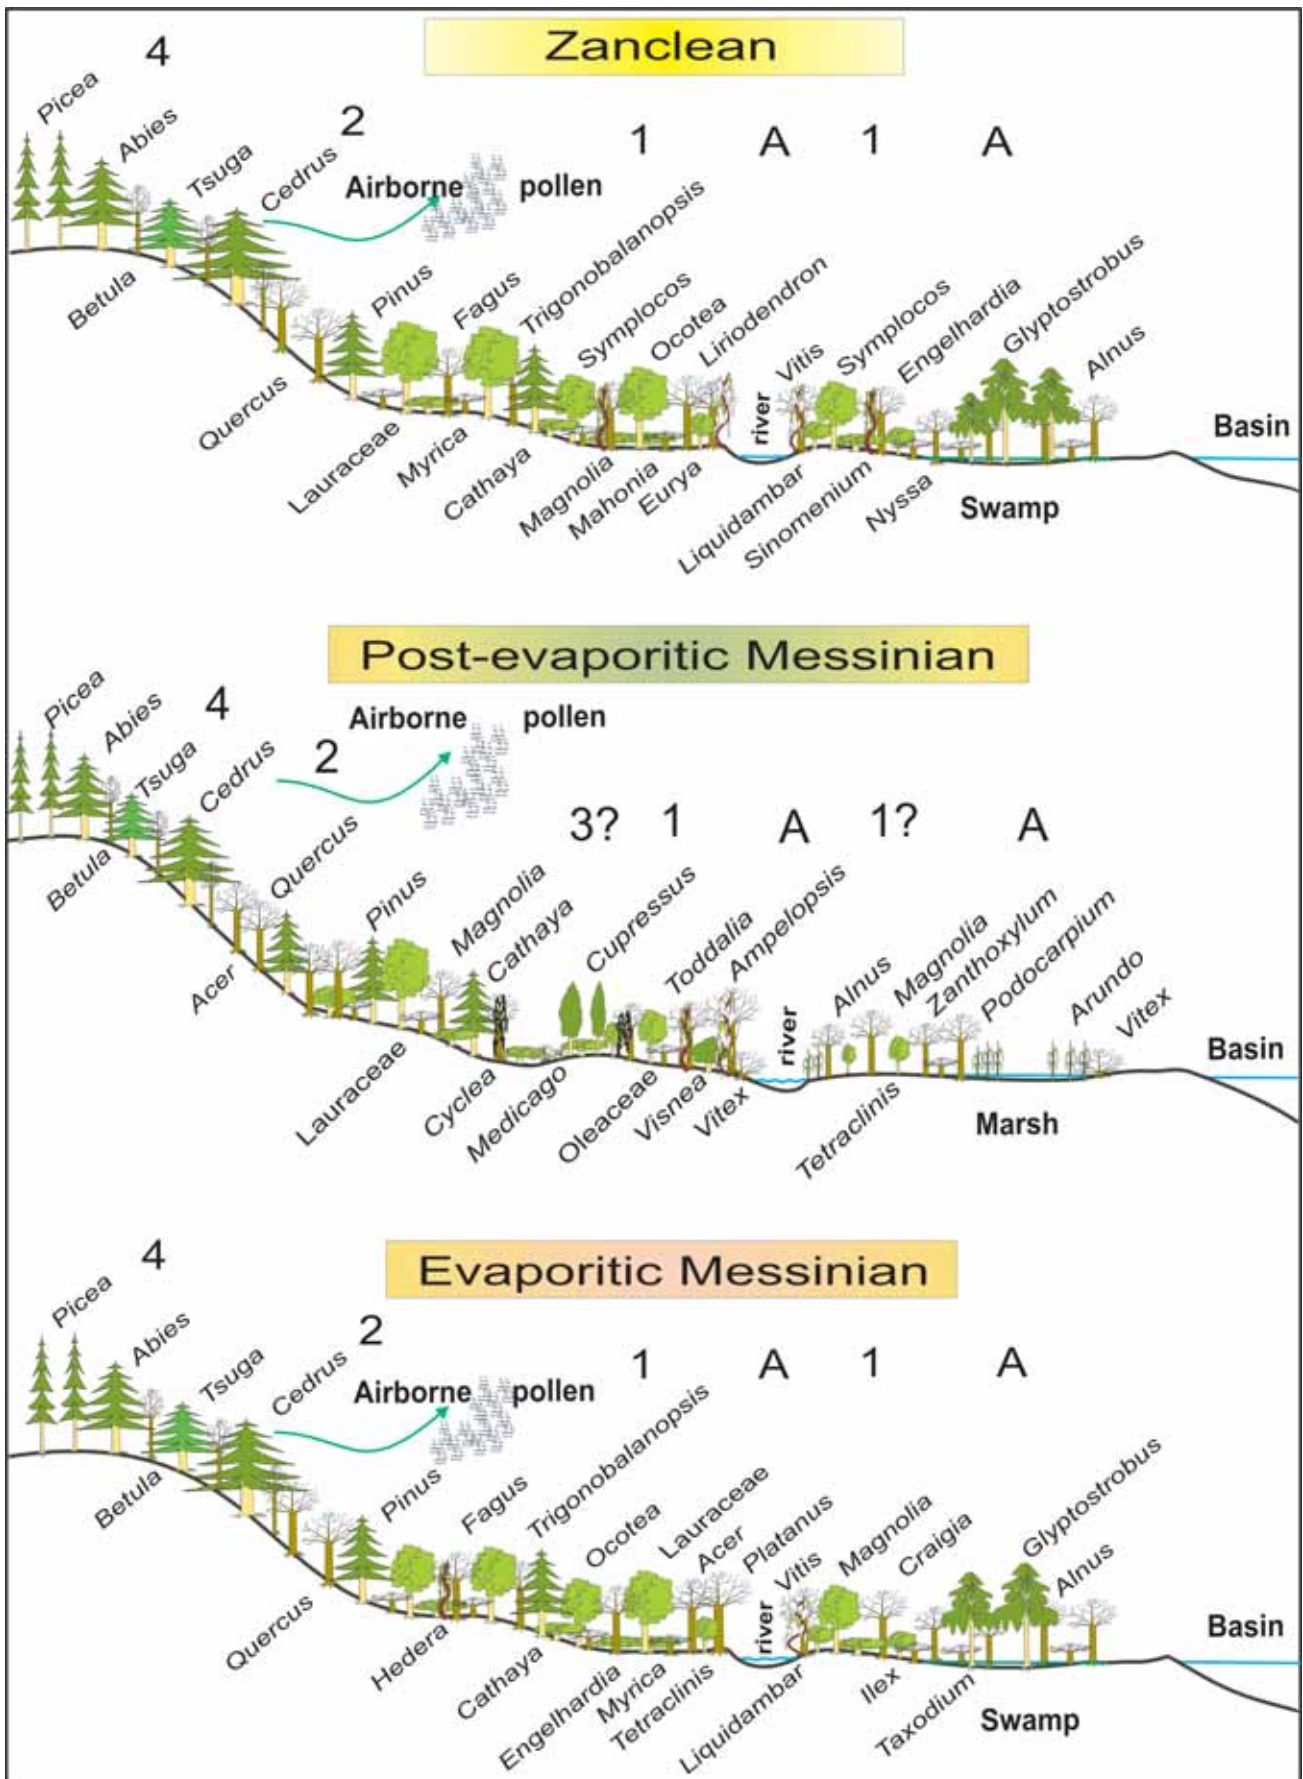 Zanclean
4
2
1
A
1
A
Picea
Abies
Tsuga
Cedrus
Airborne pollen
Betula
Pinus
Fagus
Trigonobalanopsis
Symplocos
Ocotea
Liriodendron
river
Vitis
Symplocos
Engelhardia
Glyptostrobus
Alnus
Basin
Quercus
Lauraceae
Myrica
Cathaya
Magnolia
Mahonia
Eurya
Liquidambar
Sinomenium
Nyssa
Swamp
Post-evaporitic Messinian
4
2
3?
1
A
1?
A
Picea
Abies
Tsuga
Cedrus
Airborne pollen
Betula
Quercus
Acer
Pinus
Magnolia
Cathaya
Cupressus
Toddalia
Ampelopsis
river
Alnus
Magnolia
Zanthoxylum
Podocarpium
Arundo
Vitex
Basin
Lauraceae
Cyclea
Medicago
Oleaceae
Visnea
Vitex
Tetraclinis
Marsh
Evaporitic Messinian
4
2
1
A
1
A
Picea
Abies
Tsuga
Cedrus
Airborne pollen
Betula
Pinus
Fagus
Trigonobalanopsis
Ocotea
Lauraceae
Acer
Platanus
river
Vitis
Magnolia
Craigia
Glyptostrobus
Alnus
Basin
Quercus
Hedera
Cathaya
Engelhardia
Myrica
Tetraclinis
Liquidambar
Ilex
Taxodium
Swamp